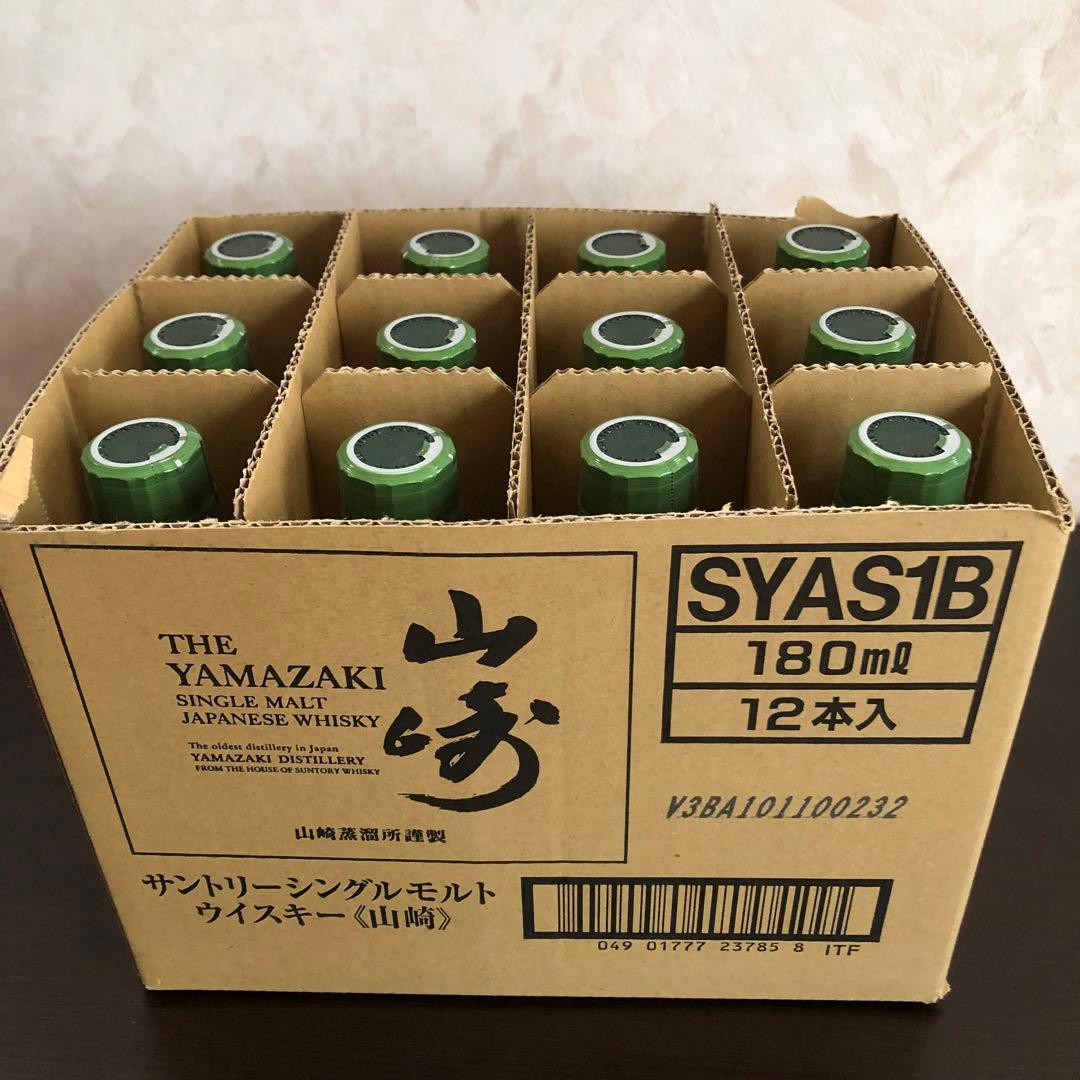 THE
YAMAZAKI
SINGLE MALT
JAPANESE WHISKY
The oldest distillery in Japan
YAMAZAKI DISTILLERY
FROM THE HOUSE OF SUNTORY WHISKY
山崎
山崎蒸溜所謹製
サントリーシングルモルト
ウイスキー《山崎》
SYAS1B
180ml
12本入
V3BA101100232
049 01777 23785 8 ITF